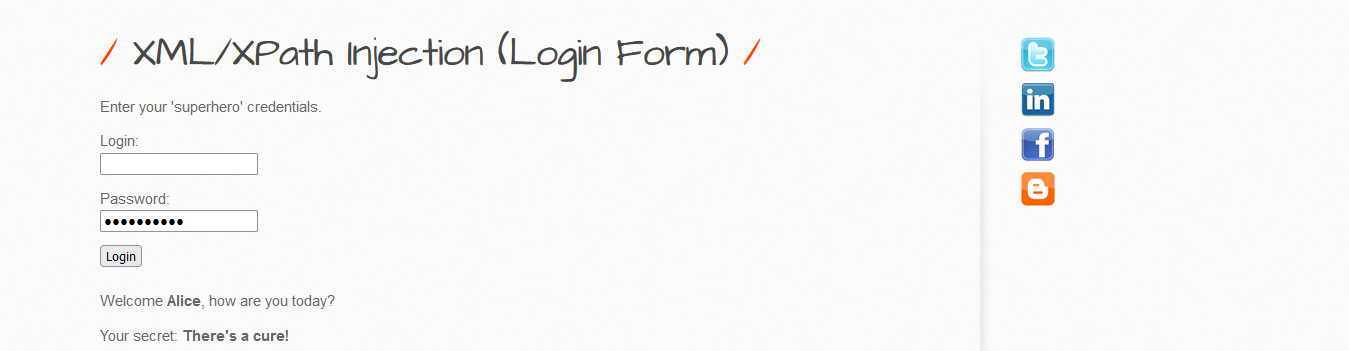 / XML/XPath Injection (Login Form) /
Enter your 'superhero' credentials.
Login:
Password:
Login
Welcome Alice, how are you today?
Your secret: There's a cure!
t
in
f
B